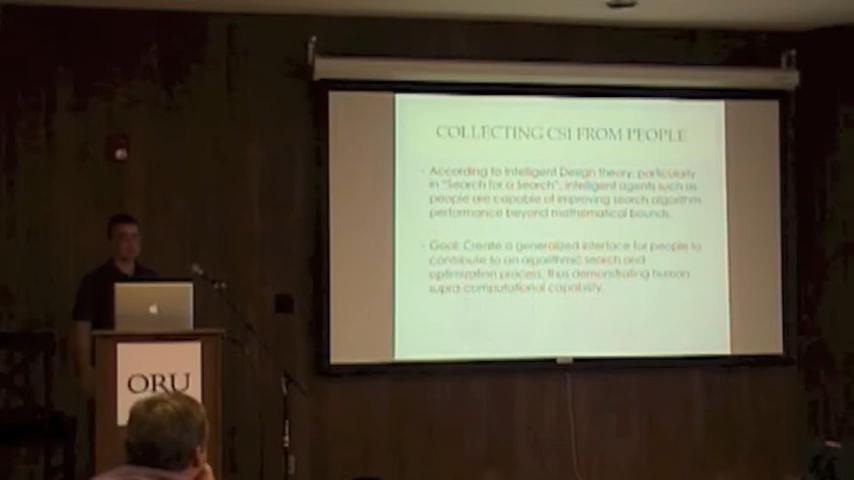 COLLECTING CSI FROM PEOPLE
According to Intelligent Design theory, particularly
in "Search for a Search", intelligent agents such as
people are capable of improving search algorithm
performance beyond mathematical bounds.
Goal: Create a generalized interface for people to
contribute to an algorithmic search and
optimization process, thus demonstrating human
supra-computational capability.
ORU